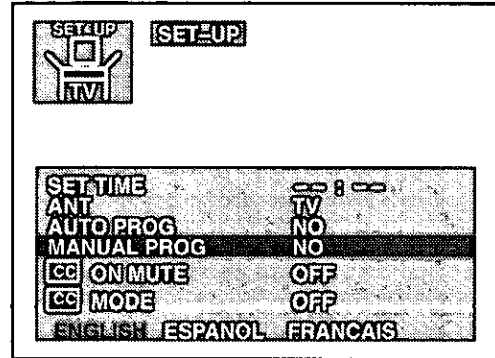 SET-UP SET-UP
TV
SET TIME --:--
ANT TV
AUTO PROG NO
MANUAL PROG NO
CC ON MUTE OFF
CC MODE OFF
ENGLISH ESPANOL FRANCAIS